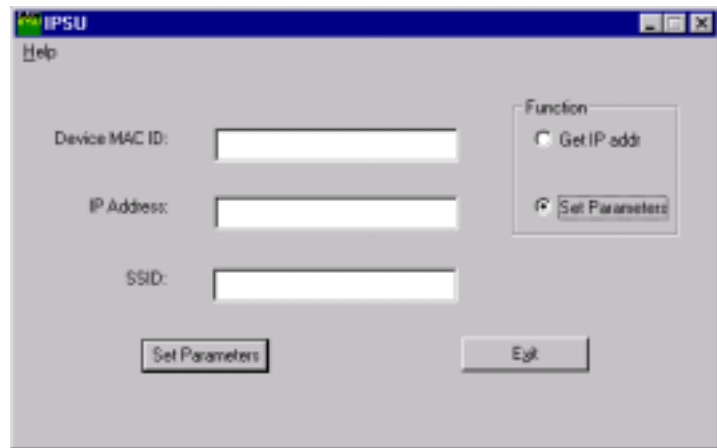 IPSU
Help
Function
Device MAC ID:
Get IP addr
IP Address:
Set Parameters
SSID:
Set Parameters
Exit